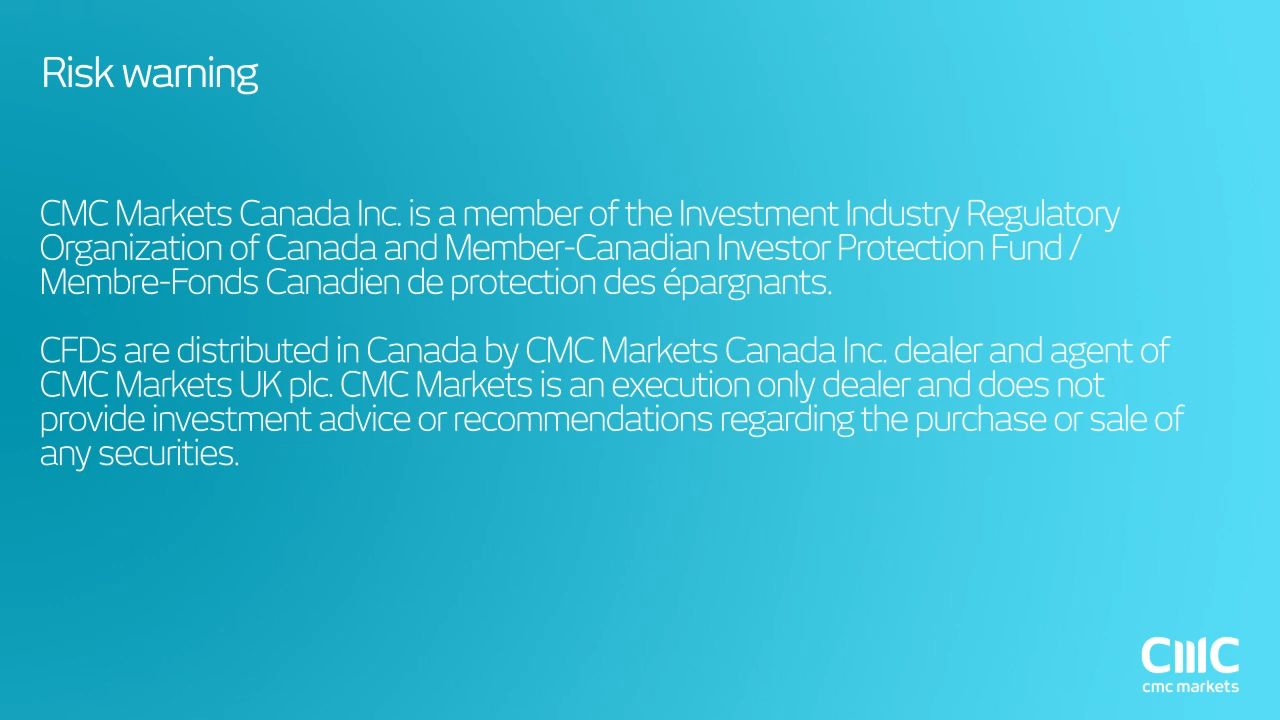 Risk warning
CMC Markets Canada Inc. is a member of the Investment Industry Regulatory
Organization of Canada and Member-Canadian Investor Protection Fund /
Membre-Fonds Canadien de protection des épargnants.
CFDs are distributed in Canada by CMC Markets Canada Inc. dealer and agent of
CMC Markets UK plc. CMC Markets is an execution only dealer and does not
provide investment advice or recommendations regarding the purchase or sale of
any securities.
CMC
cmc markets